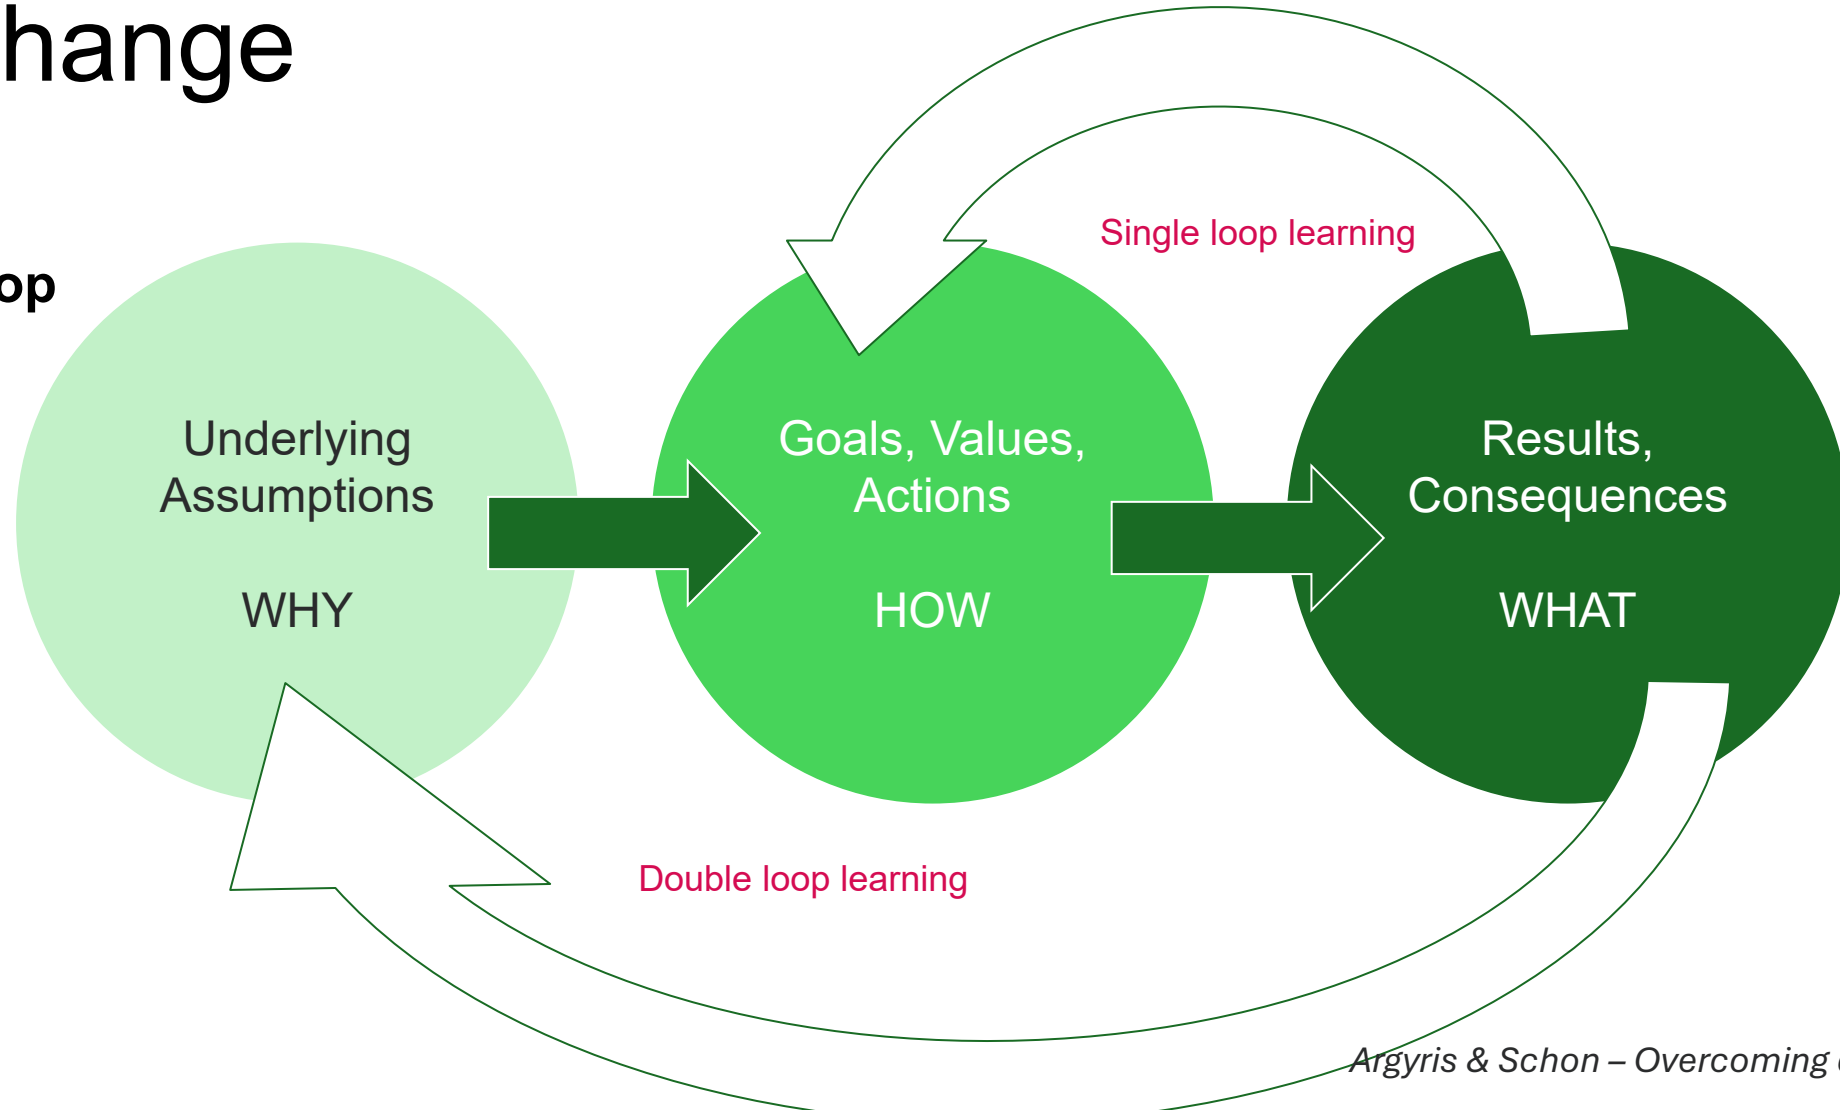 hange
op
Single loop learning
Underlying
Assumptions
WHY
Goals, Values,
Actions
HOW
Results,
Consequences
WHAT
Double loop learning
Argyris & Schon – Overcoming